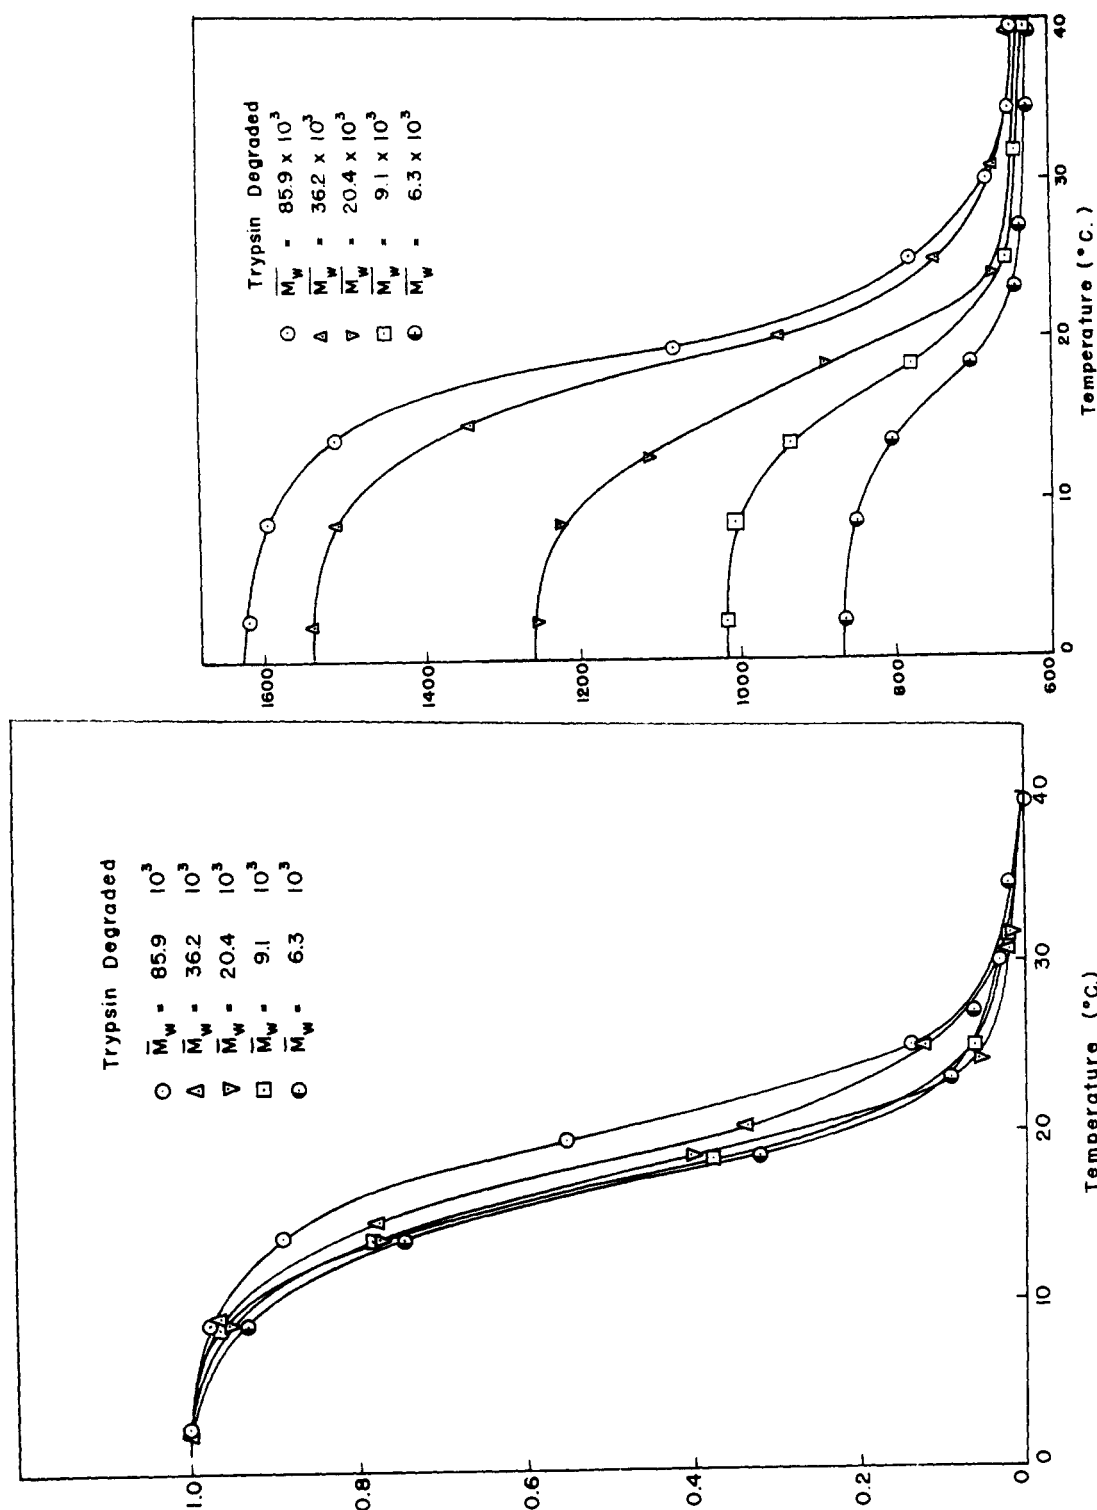 Trypsin Degraded
M̅w = 85.9 x 10³
M̅w = 36.2 x 10³
M̅w = 20.4 x 10³
M̅w = 9.1 x 10³
M̅w = 6.3 x 10³
1600
1400
1200
1000
800
600
0
10
20
30
40
Temperature (°C.)
Trypsin Degraded
M̅w = 85.9 10³
M̅w = 36.2 10³
M̅w = 20.4 10³
M̅w = 9.1 10³
M̅w = 6.3 10³
1.0
0.8
0.6
0.4
0.2
0
0
10
20
30
40
Temperature (°C.)